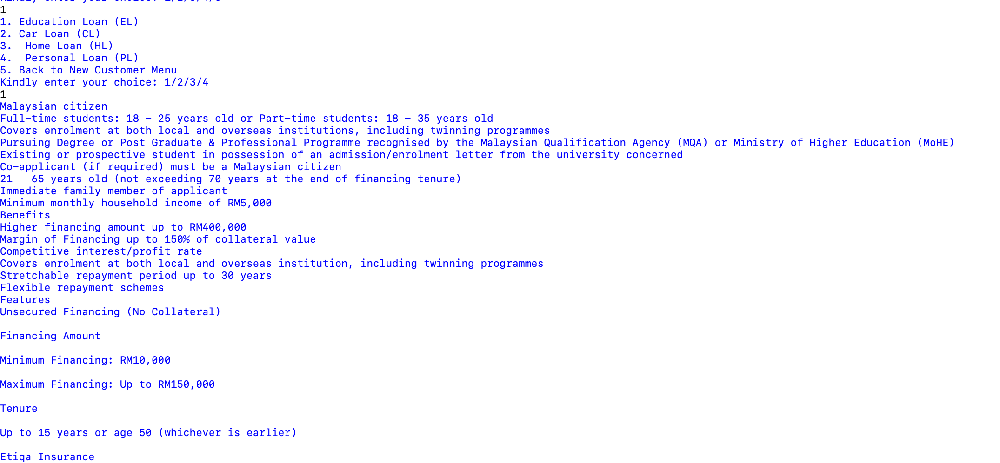 Kindly enter your choice: 1/2/3/4/5
1
1. Education Loan (EL)
2. Car Loan (CL)
3.  Home Loan (HL)
4.  Personal Loan (PL)
5. Back to New Customer Menu
Kindly enter your choice: 1/2/3/4
1
Malaysian citizen
Full-time students: 18 – 25 years old or Part-time students: 18 – 35 years old
Covers enrolment at both local and overseas institutions, including twinning programmes
Pursuing Degree or Post Graduate & Professional Programme recognised by the Malaysian Qualification Agency (MQA) or Ministry of Higher Education (MoHE)
Existing or prospective student in possession of an admission/enrolment letter from the university concerned
Co-applicant (if required) must be a Malaysian citizen
21 – 65 years old (not exceeding 70 years at the end of financing tenure)
Immediate family member of applicant
Minimum monthly household income of RM5,000
Benefits
Higher financing amount up to RM400,000
Margin of Financing up to 150% of collateral value
Competitive interest/profit rate
Covers enrolment at both local and overseas institution, including twinning programmes
Stretchable repayment period up to 30 years
Flexible repayment schemes
Features
Unsecured Financing (No Collateral)
Financing Amount
Minimum Financing: RM10,000
Maximum Financing: Up to RM150,000
Tenure
Up to 15 years or age 50 (whichever is earlier)
Etiqa Insurance